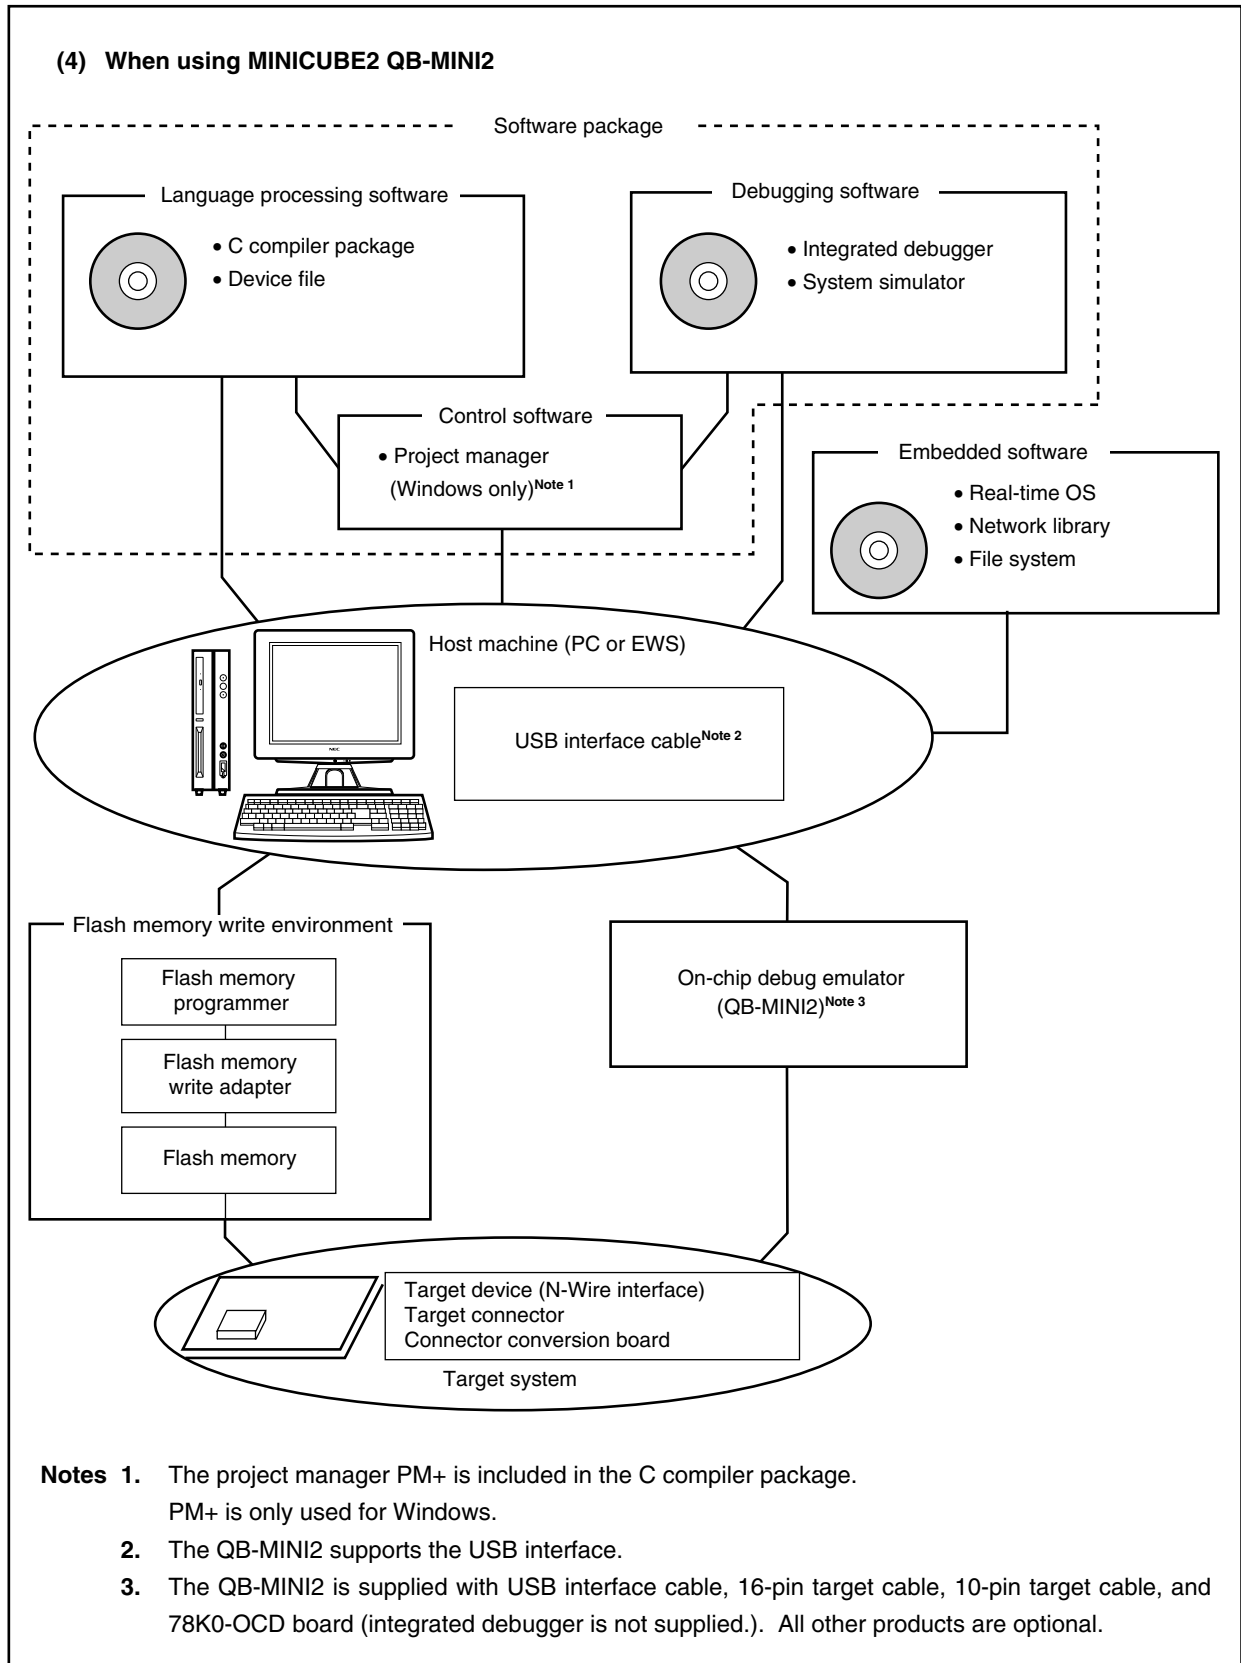 (4) When using MINICUBE2 QB-MINI2
Software package
Language processing software
• C compiler package
• Device file
Debugging software
• Integrated debugger
• System simulator
Control software
• Project manager
(Windows only)Note 1
Embedded software
• Real-time OS
• Network library
• File system
Host machine (PC or EWS)
USB interface cableNote 2
NEC
Flash memory write environment
Flash memory
programmer
Flash memory
write adapter
Flash memory
On-chip debug emulator
(QB-MINI2)Note 3
Target device (N-Wire interface)
Target connector
Connector conversion board
Target system
Notes 1. The project manager PM+ is included in the C compiler package.
PM+ is only used for Windows.
2. The QB-MINI2 supports the USB interface.
3. The QB-MINI2 is supplied with USB interface cable, 16-pin target cable, 10-pin target cable, and
78K0-OCD board (integrated debugger is not supplied.). All other products are optional.